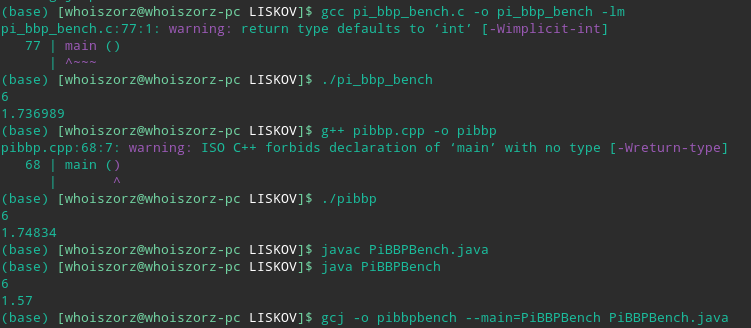 (base) [whoiszorz@whoiszorz-pc LISKOV]$ gcc pi_bbp_bench.c -o pi_bbp_bench -lm
pi_bbp_bench.c:77:1: warning: return type defaults to ‘int’ [-Wimplicit-int]
   77 | main ()
      | ^~~~
(base) [whoiszorz@whoiszorz-pc LISKOV]$ ./pi_bbp_bench
6
1.736989
(base) [whoiszorz@whoiszorz-pc LISKOV]$ g++ pibbp.cpp -o pibbp
pibbp.cpp:68:7: warning: ISO C++ forbids declaration of ‘main’ with no type [-Wreturn-type]
   68 | main ()
      |       ^
(base) [whoiszorz@whoiszorz-pc LISKOV]$ ./pibbp
6
1.74834
(base) [whoiszorz@whoiszorz-pc LISKOV]$ javac PiBBPBench.java
(base) [whoiszorz@whoiszorz-pc LISKOV]$ java PiBBPBench
6
1.57
(base) [whoiszorz@whoiszorz-pc LISKOV]$ gcj -o pibbpbench --main=PiBBPBench PiBBPBench.java